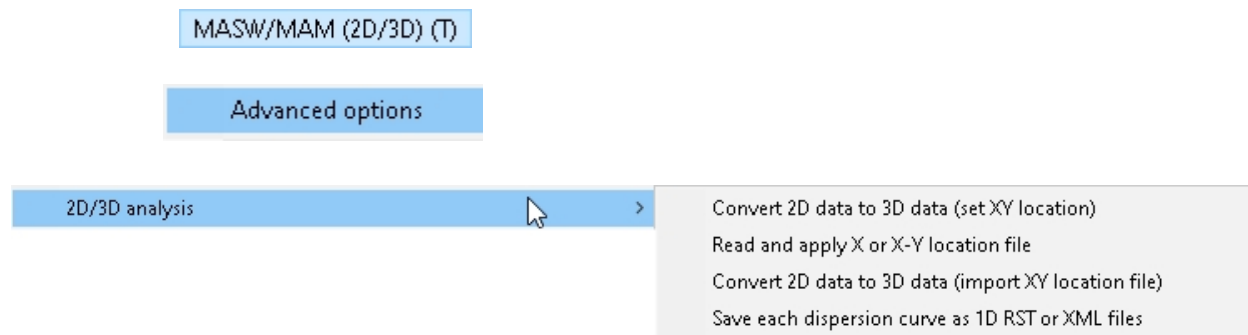 MASW/MAM (2D/3D) (T)
Advanced options
2D/3D analysis >
Convert 2D data to 3D data (set XY location)
Read and apply X or X-Y location file
Convert 2D data to 3D data (import XY location file)
Save each dispersion curve as 1D RST or XML files